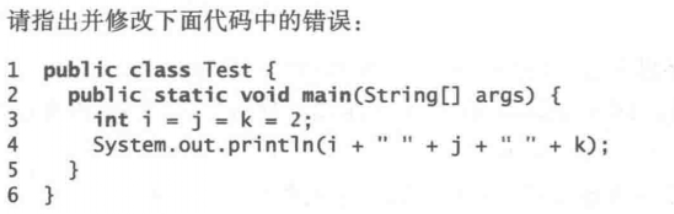 请指出并修改下面代码中的错误：
1 public class Test {
2   public static void main(String[] args) {
3     int i = j = k = 2;
4     System.out.println(i + " " + j + " " + k);
5   }
6 }